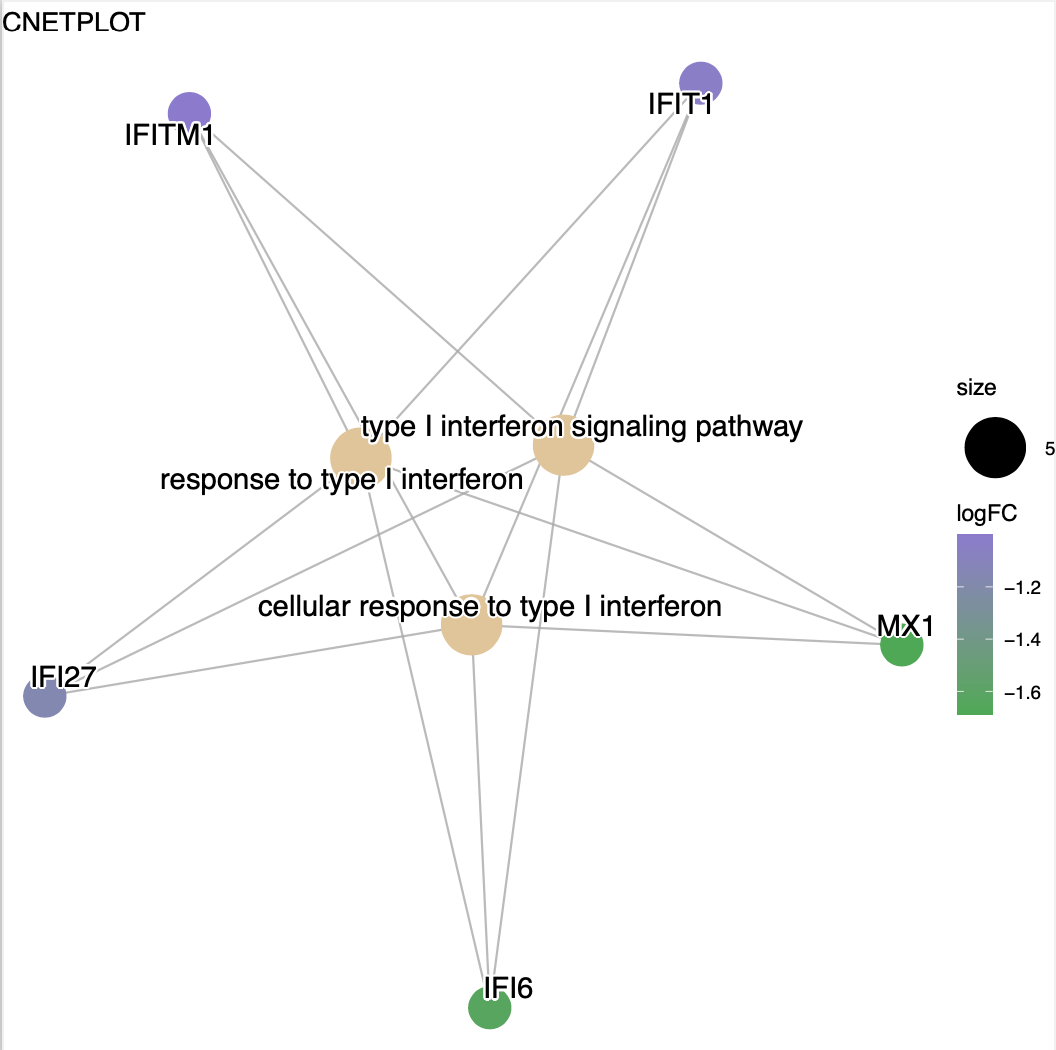 CNETPLOT
IFITM1
IFIT1
size
5
type I interferon signaling pathway
response to type I interferon
logFC
−1.2
−1.4
−1.6
cellular response to type I interferon
MX1
IFI27
IFI6